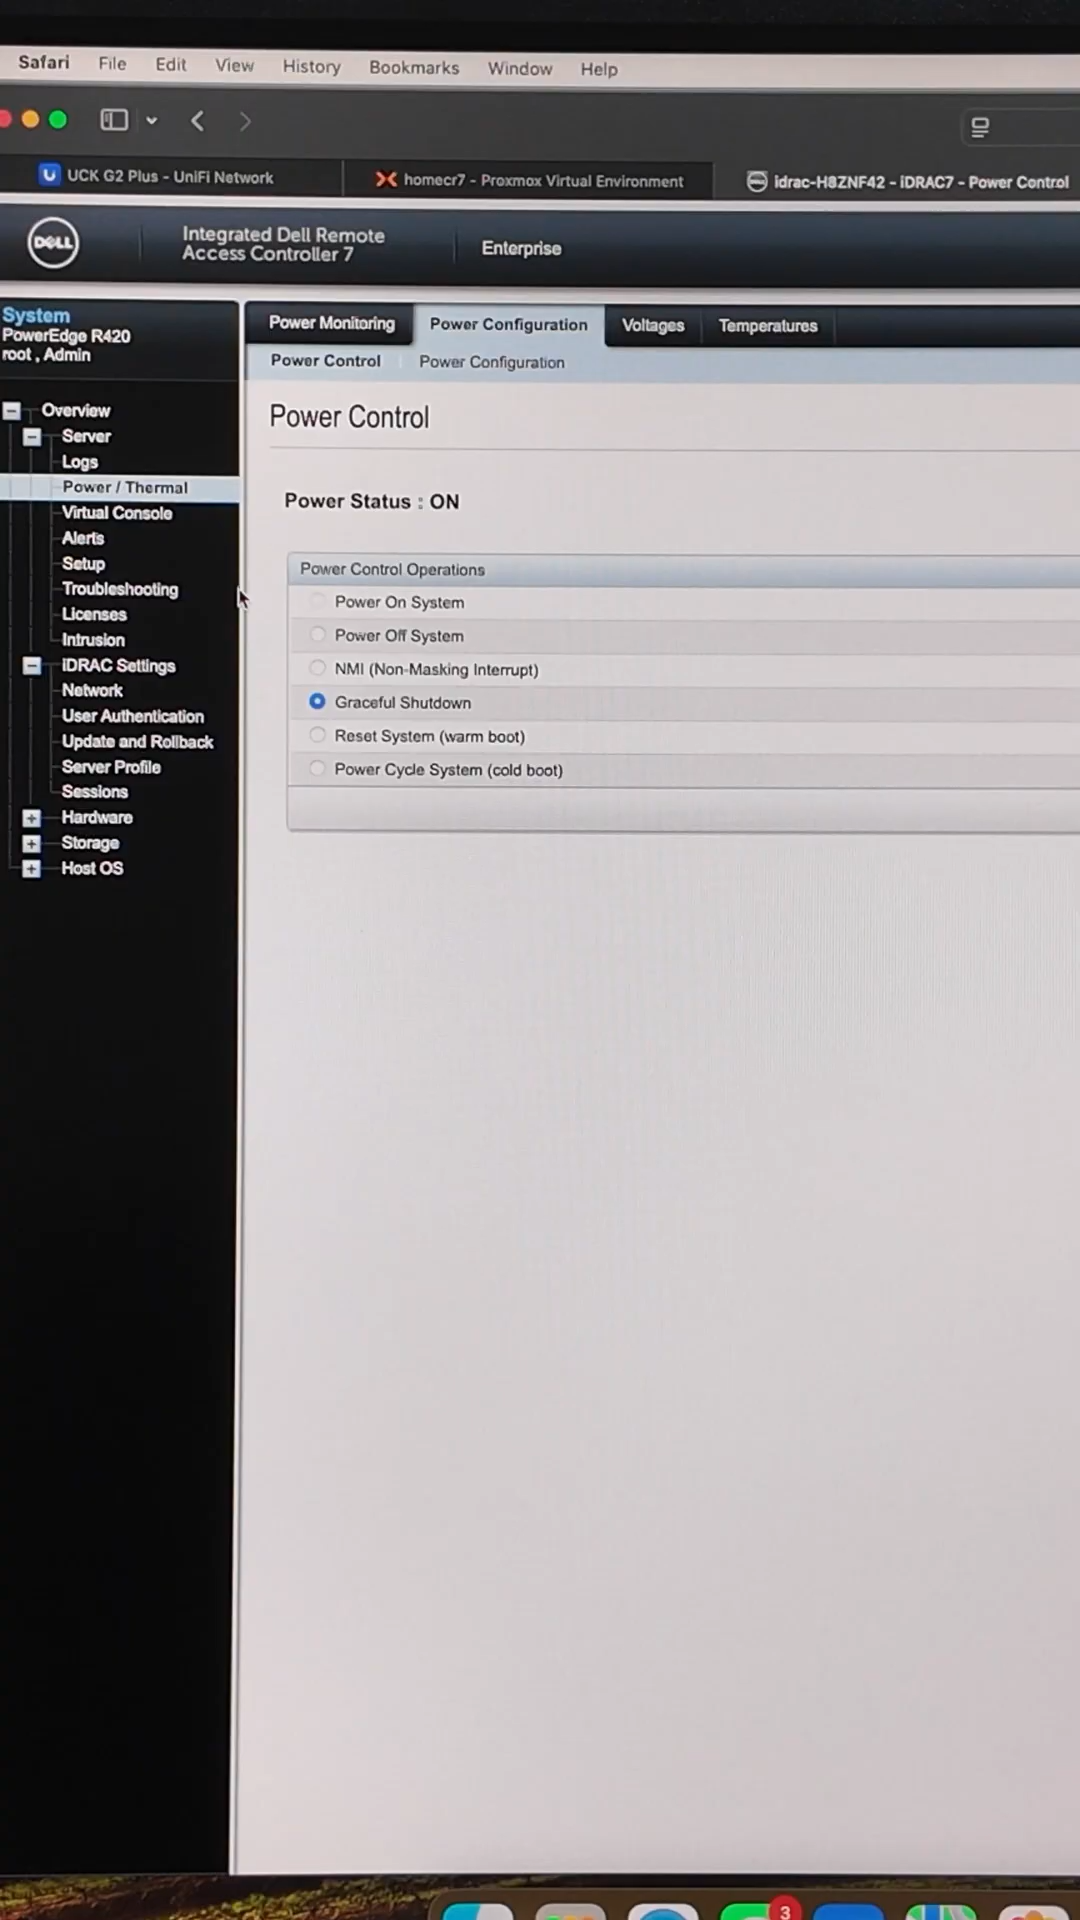 Safari File Edit View History Bookmarks Window Help
UCK G2 Plus - UniFi Network
homecr7 - Proxmox Virtual Environment
idrac-H8ZNF42 - iDRAC7 - Power Control
DELL
Integrated Dell Remote
Access Controller 7
Enterprise
System
PowerEdge R420
root , Admin
Overview
Server
Logs
Power / Thermal
Virtual Console
Alerts
Setup
Troubleshooting
Licenses
Intrusion
iDRAC Settings
Network
User Authentication
Update and Rollback
Server Profile
Sessions
Hardware
Storage
Host OS
Power Monitoring Power Configuration Voltages Temperatures
Power Control Power Configuration
Power Control
Power Status : ON
Power Control Operations
Power On System
Power Off System
NMI (Non-Masking Interrupt)
Graceful Shutdown
Reset System (warm boot)
Power Cycle System (cold boot)
3